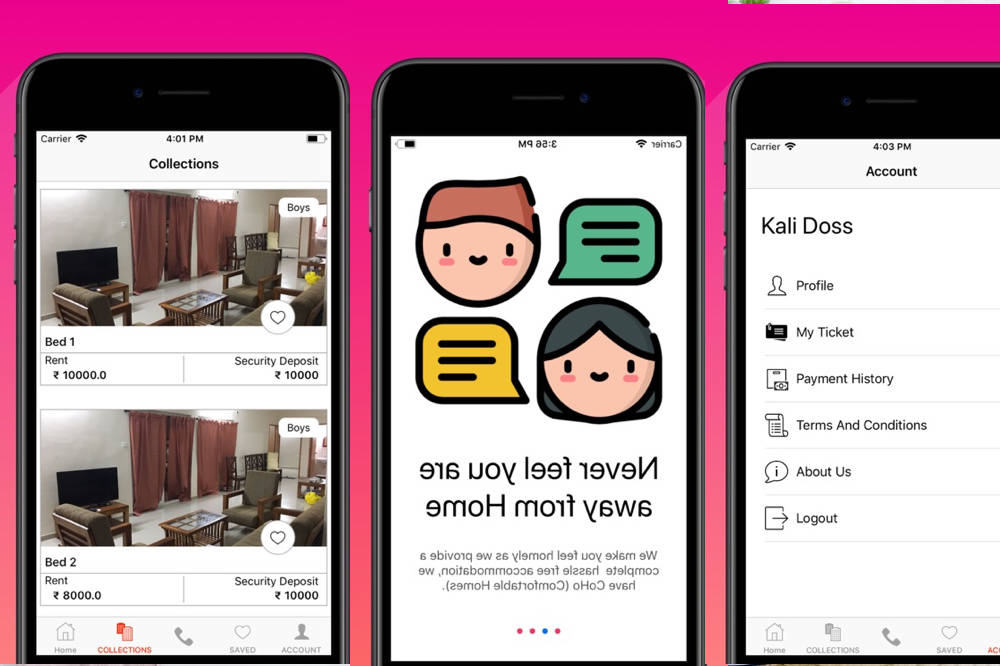 Carrier 4:01 PM
Collections
Boys
Bed 1
Rent Security Deposit
₹ 10000.0 ₹ 10000
Boys
Bed 2
Rent Security Deposit
₹ 8000.0 ₹ 10000
Home COLLECTIONS SAVED ACCOUNT
Carrier 3:56 PM
Never feel you are
away from Home
We make you feel homely as we provide a
complete, hassle free accommodation, we
have CoHo (Comfortable Homes).
Carrier 4:03 PM
Account
Kali Doss
Profile
My Ticket
Payment History
Terms And Conditions
About Us
Logout
Home COLLECTIONS SAVED